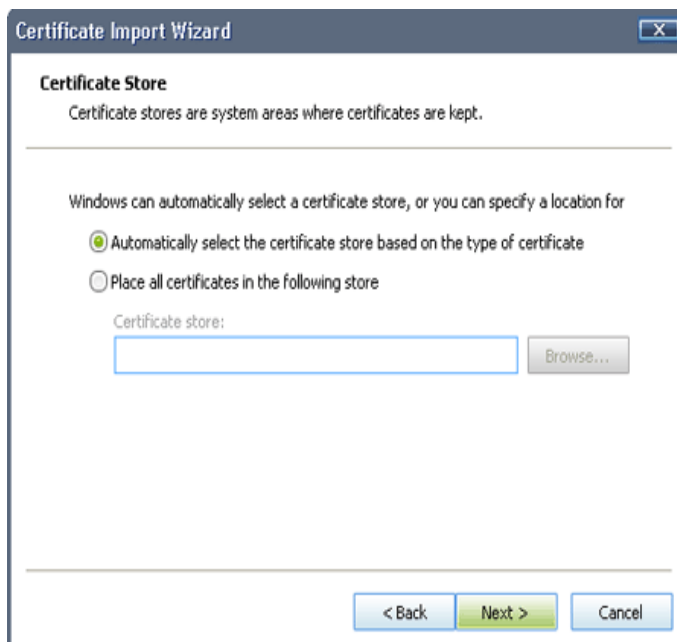 Certificate Import Wizard
Certificate Store
Certificate stores are system areas where certificates are kept.
Windows can automatically select a certificate store, or you can specify a location for
Automatically select the certificate store based on the type of certificate
Place all certificates in the following store
Certificate store:
Browse...
< Back
Next >
Cancel